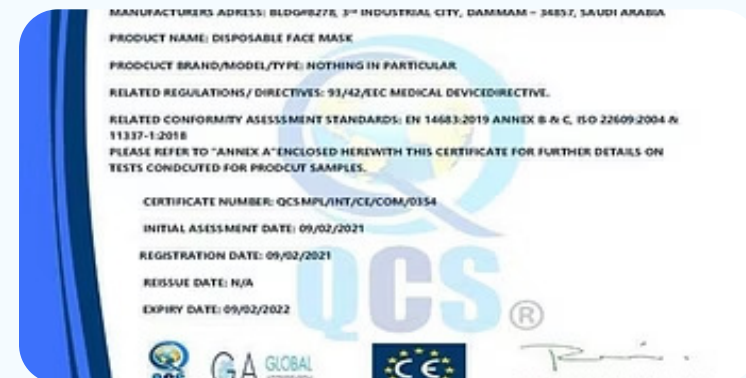 MANUFACTURERS ADRESS: BLDG#8278, 3RD INDUSTRIAL CITY, DAMMAM – 34857, SAUDI ARABIA
PRODUCT NAME: DISPOSABLE FACE MASK
PRODCUCT BRAND/MODEL/TYPE: NOTHING IN PARTICULAR
RELATED REGULATIONS/ DIRECTIVES: 93/42/EEC MEDICAL DEVICEDIRECTIVE.
RELATED CONFORMITY ASESSMENT STANDARDS: EN 14683:2019 ANNEX B & C, ISO 22609:2004 &
11337-1:2018
PLEASE REFER TO "ANNEX A"ENCLOSED HEREWITH THIS CERTIFICATE FOR FURTHER DETAILS ON
TESTS CONDCUTED FOR PRODCUT SAMPLES.
CERTIFICATE NUMBER: QCSMPL/INT/CE/COM/0354
INITIAL ASESSMENT DATE: 09/02/2021
REGISTRATION DATE: 09/02/2021
REISSUE DATE: N/A
EXPIRY DATE: 09/02/2022
QCS®
QCS
GA GLOBAL
CE